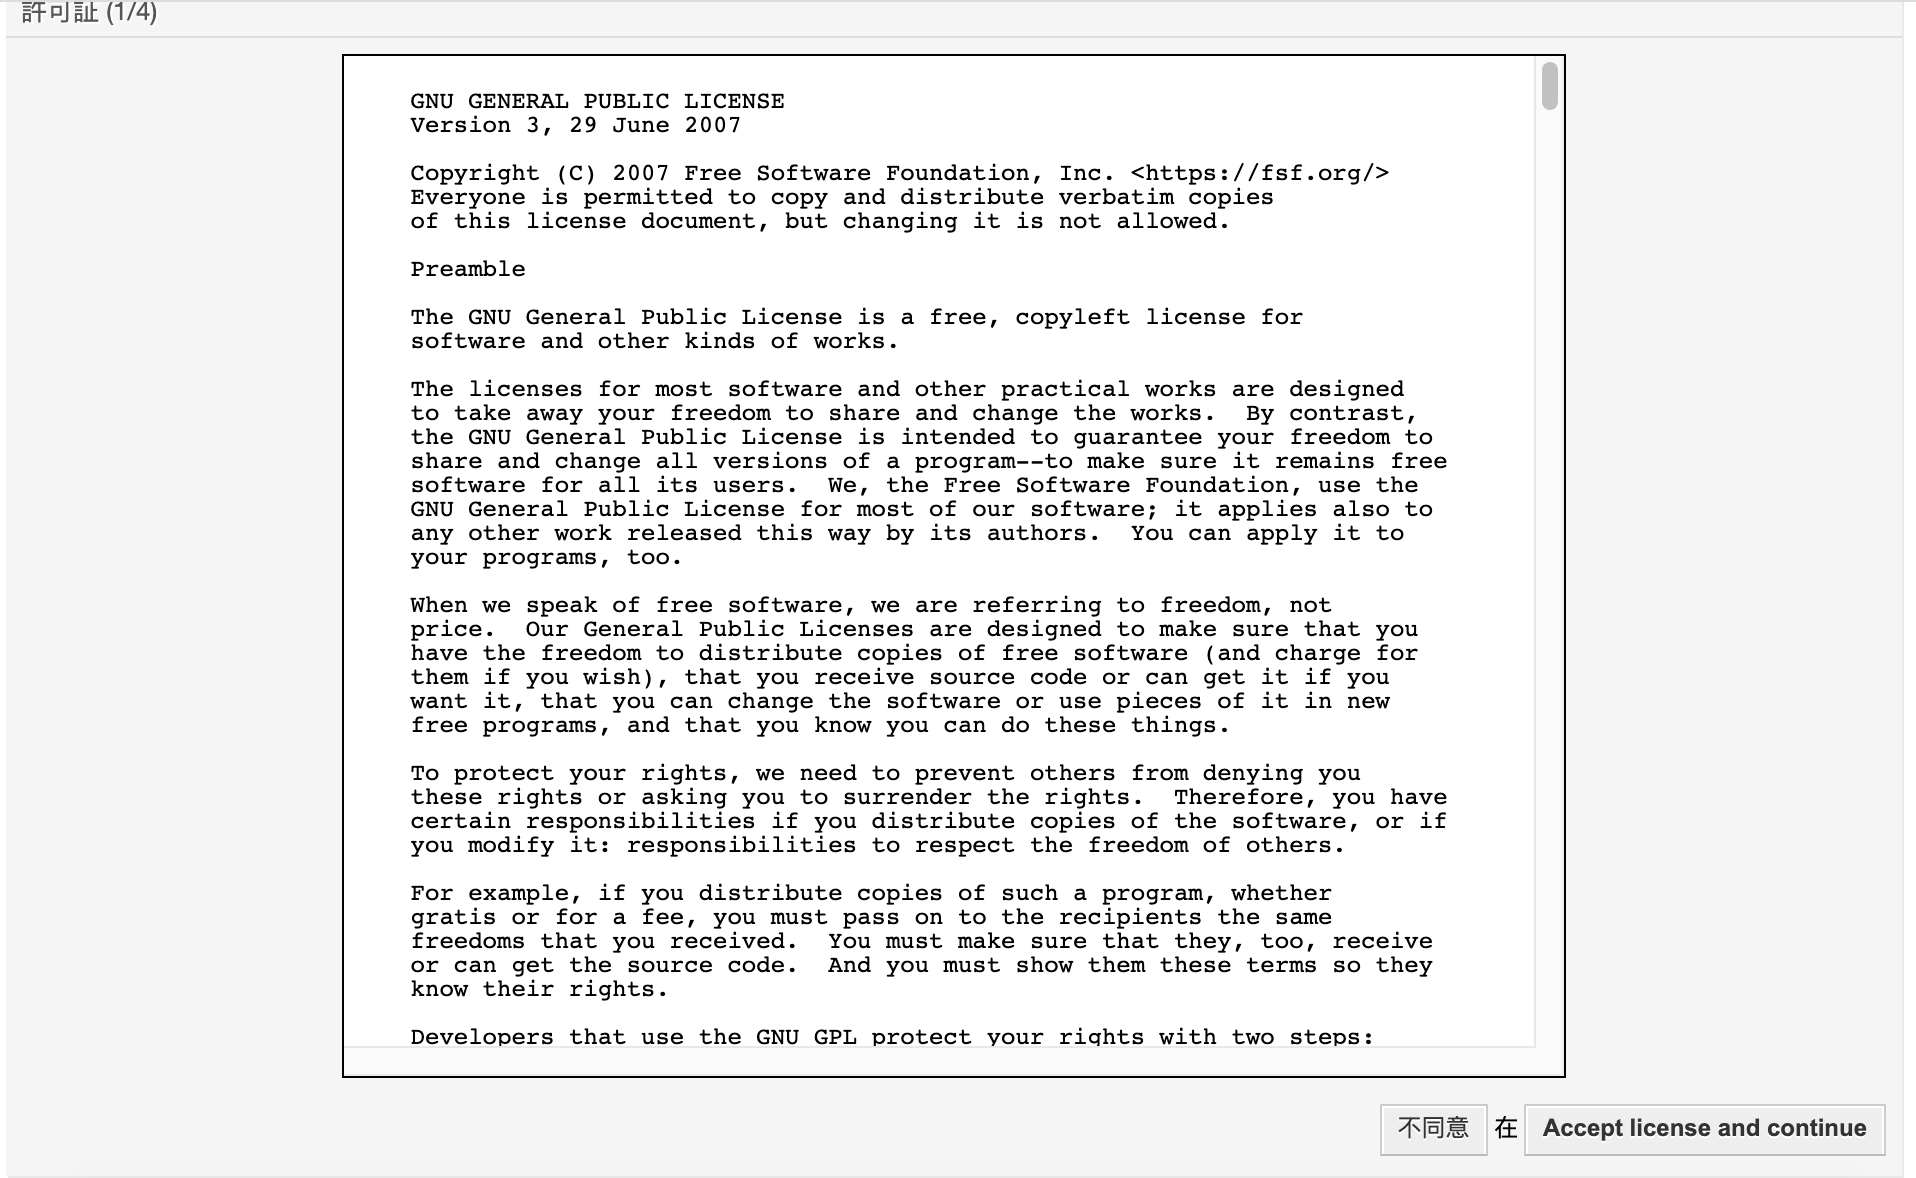 許可証 (1/4)
GNU GENERAL PUBLIC LICENSE
Version 3, 29 June 2007
Copyright (C) 2007 Free Software Foundation, Inc. <https://fsf.org/>
Everyone is permitted to copy and distribute verbatim copies
of this license document, but changing it is not allowed.
Preamble
The GNU General Public License is a free, copyleft license for
software and other kinds of works.
The licenses for most software and other practical works are designed
to take away your freedom to share and change the works.  By contrast,
the GNU General Public License is intended to guarantee your freedom to
share and change all versions of a program--to make sure it remains free
software for all its users.  We, the Free Software Foundation, use the
GNU General Public License for most of our software; it applies also to
any other work released this way by its authors.  You can apply it to
your programs, too.
When we speak of free software, we are referring to freedom, not
price.  Our General Public Licenses are designed to make sure that you
have the freedom to distribute copies of free software (and charge for
them if you wish), that you receive source code or can get it if you
want it, that you can change the software or use pieces of it in new
free programs, and that you know you can do these things.
To protect your rights, we need to prevent others from denying you
these rights or asking you to surrender the rights.  Therefore, you have
certain responsibilities if you distribute copies of the software, or if
you modify it: responsibilities to respect the freedom of others.
For example, if you distribute copies of such a program, whether
gratis or for a fee, you must pass on to the recipients the same
freedoms that you received.  You must make sure that they, too, receive
or can get the source code.  And you must show them these terms so they
know their rights.
Developers that use the GNU GPL protect your rights with two steps:
不同意 在 Accept license and continue